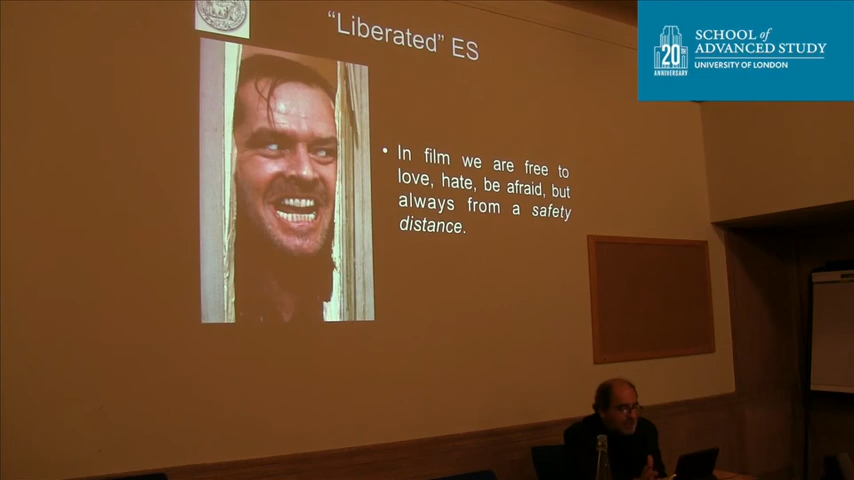 "Liberated" ES
• In film we are free to
love, hate, be afraid, but
always from a safety
distance.
SCHOOL of
ADVANCED STUDY
UNIVERSITY OF LONDON
20TH
ANNIVERSARY